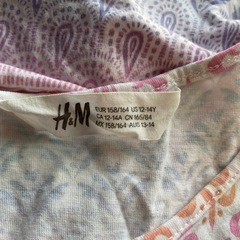 H&M
EUR 158/164 US 12-14Y
CA 12-14A CN 165/84
MX 158/164 AUS 13-14